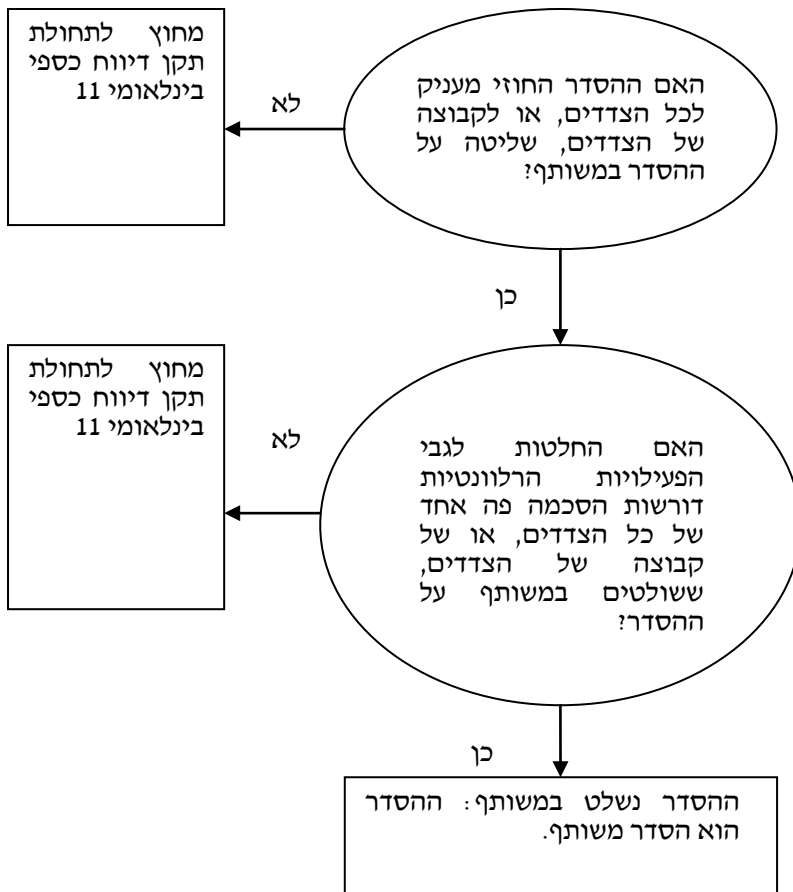 האם ההסדר החוזי מעניק
לכל הצדדים, או לקבוצה
של הצדדים, שליטה על
ההסדר במשותף?
לא
מחוץ לתחולת
תקן דיווח כספי
בינלאומי 11
כן
האם החלטות לגבי
הפעילויות הרלוונטיות
דורשות הסכמה פה אחד
של כל הצדדים, או של
קבוצה של הצדדים,
ששולטים במשותף על
ההסדר?
לא
מחוץ לתחולת
תקן דיווח כספי
בינלאומי 11
כן
ההסדר נשלט במשותף: ההסדר
הוא הסדר משותף.